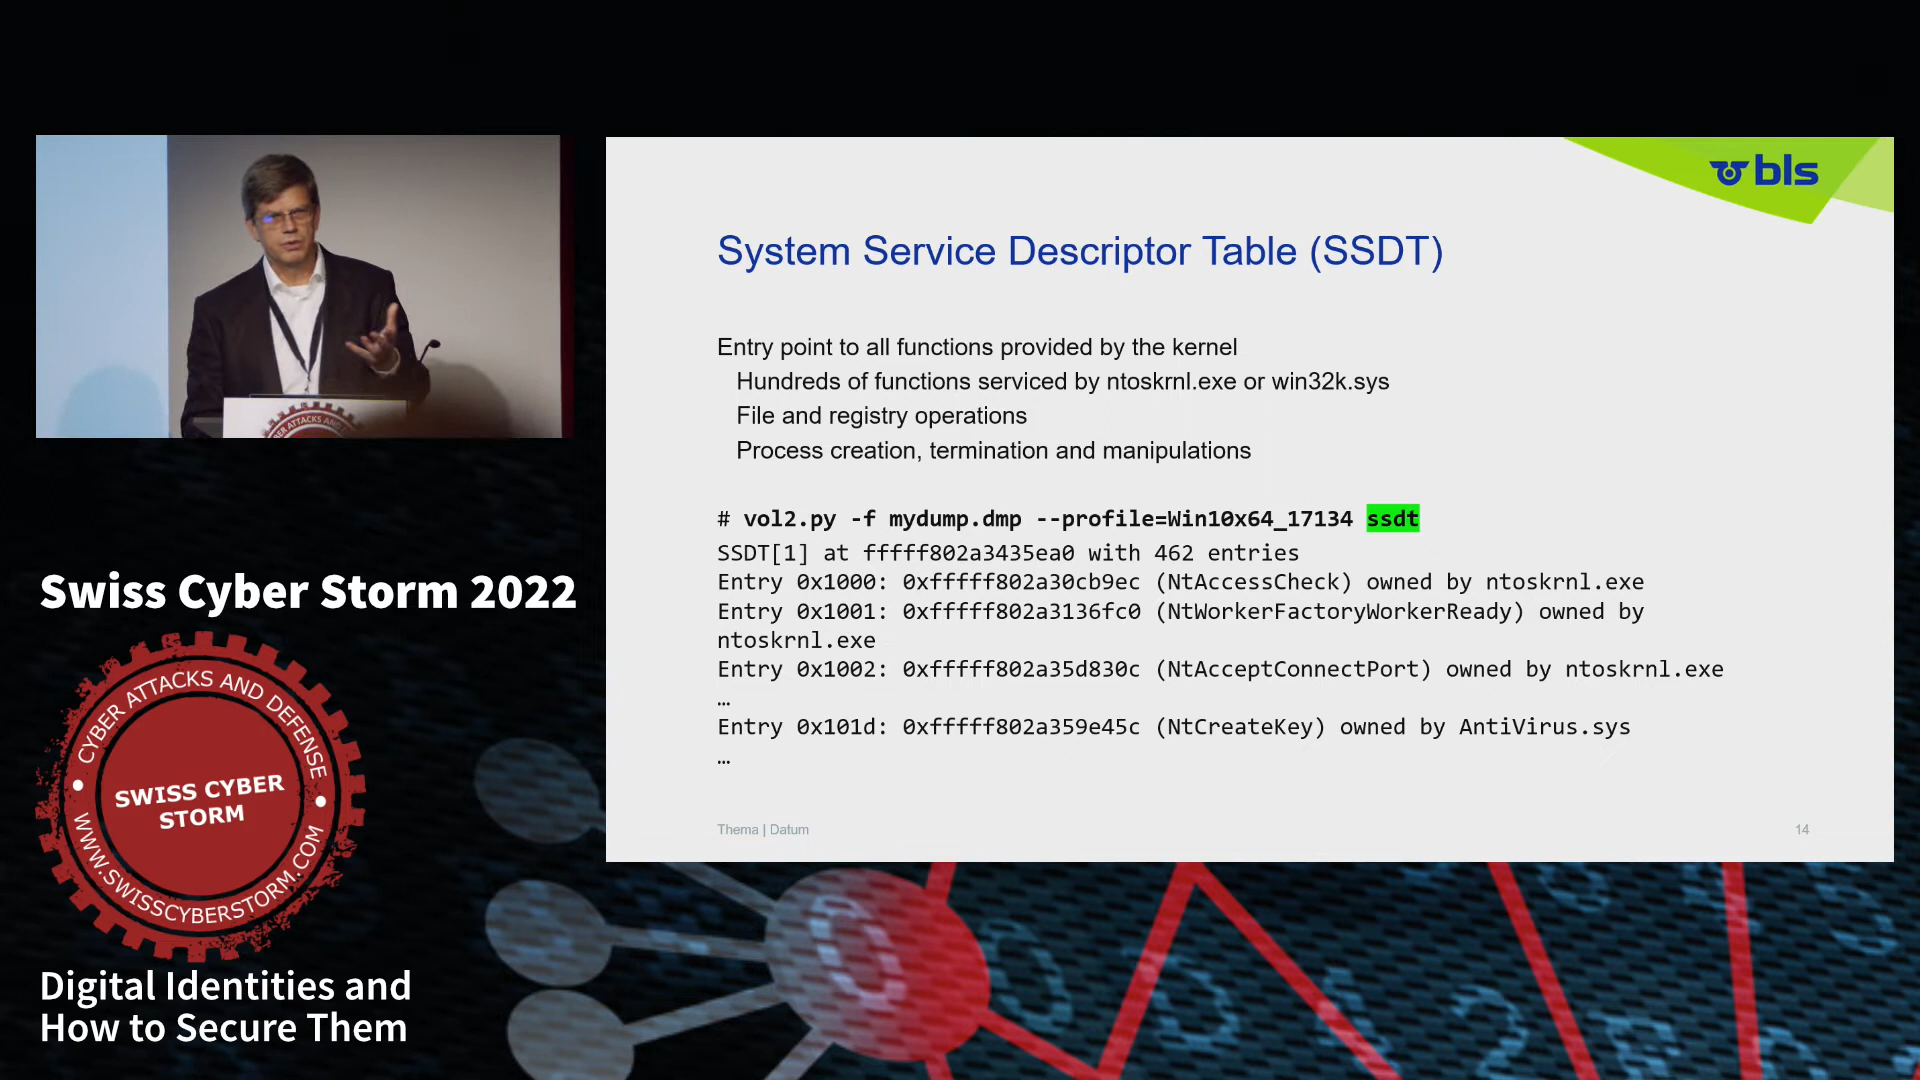 bls
System Service Descriptor Table (SSDT)
Entry point to all functions provided by the kernel
Hundreds of functions serviced by ntoskrnl.exe or win32k.sys
File and registry operations
Process creation, termination and manipulations
# vol2.py -f mydump.dmp --profile=Win10x64_17134 ssdt
SSDT[1] at fffff802a3435ea0 with 462 entries
Entry 0x1000: 0xfffff802a30cb9ec (NtAccessCheck) owned by ntoskrnl.exe
Entry 0x1001: 0xfffff802a3136fc0 (NtWorkerFactoryWorkerReady) owned by
ntoskrnl.exe
Entry 0x1002: 0xfffff802a35d830c (NtAcceptConnectPort) owned by ntoskrnl.exe
…
Entry 0x101d: 0xfffff802a359e45c (NtCreateKey) owned by AntiVirus.sys
…
Thema | Datum
14
ATTACKS AND
Swiss Cyber Storm 2022
CYBER ATTACKS AND DEFENSE
SWISS CYBER
STORM
WWW.SWISSCYBERSTORM.COM
Digital Identities and
How to Secure Them